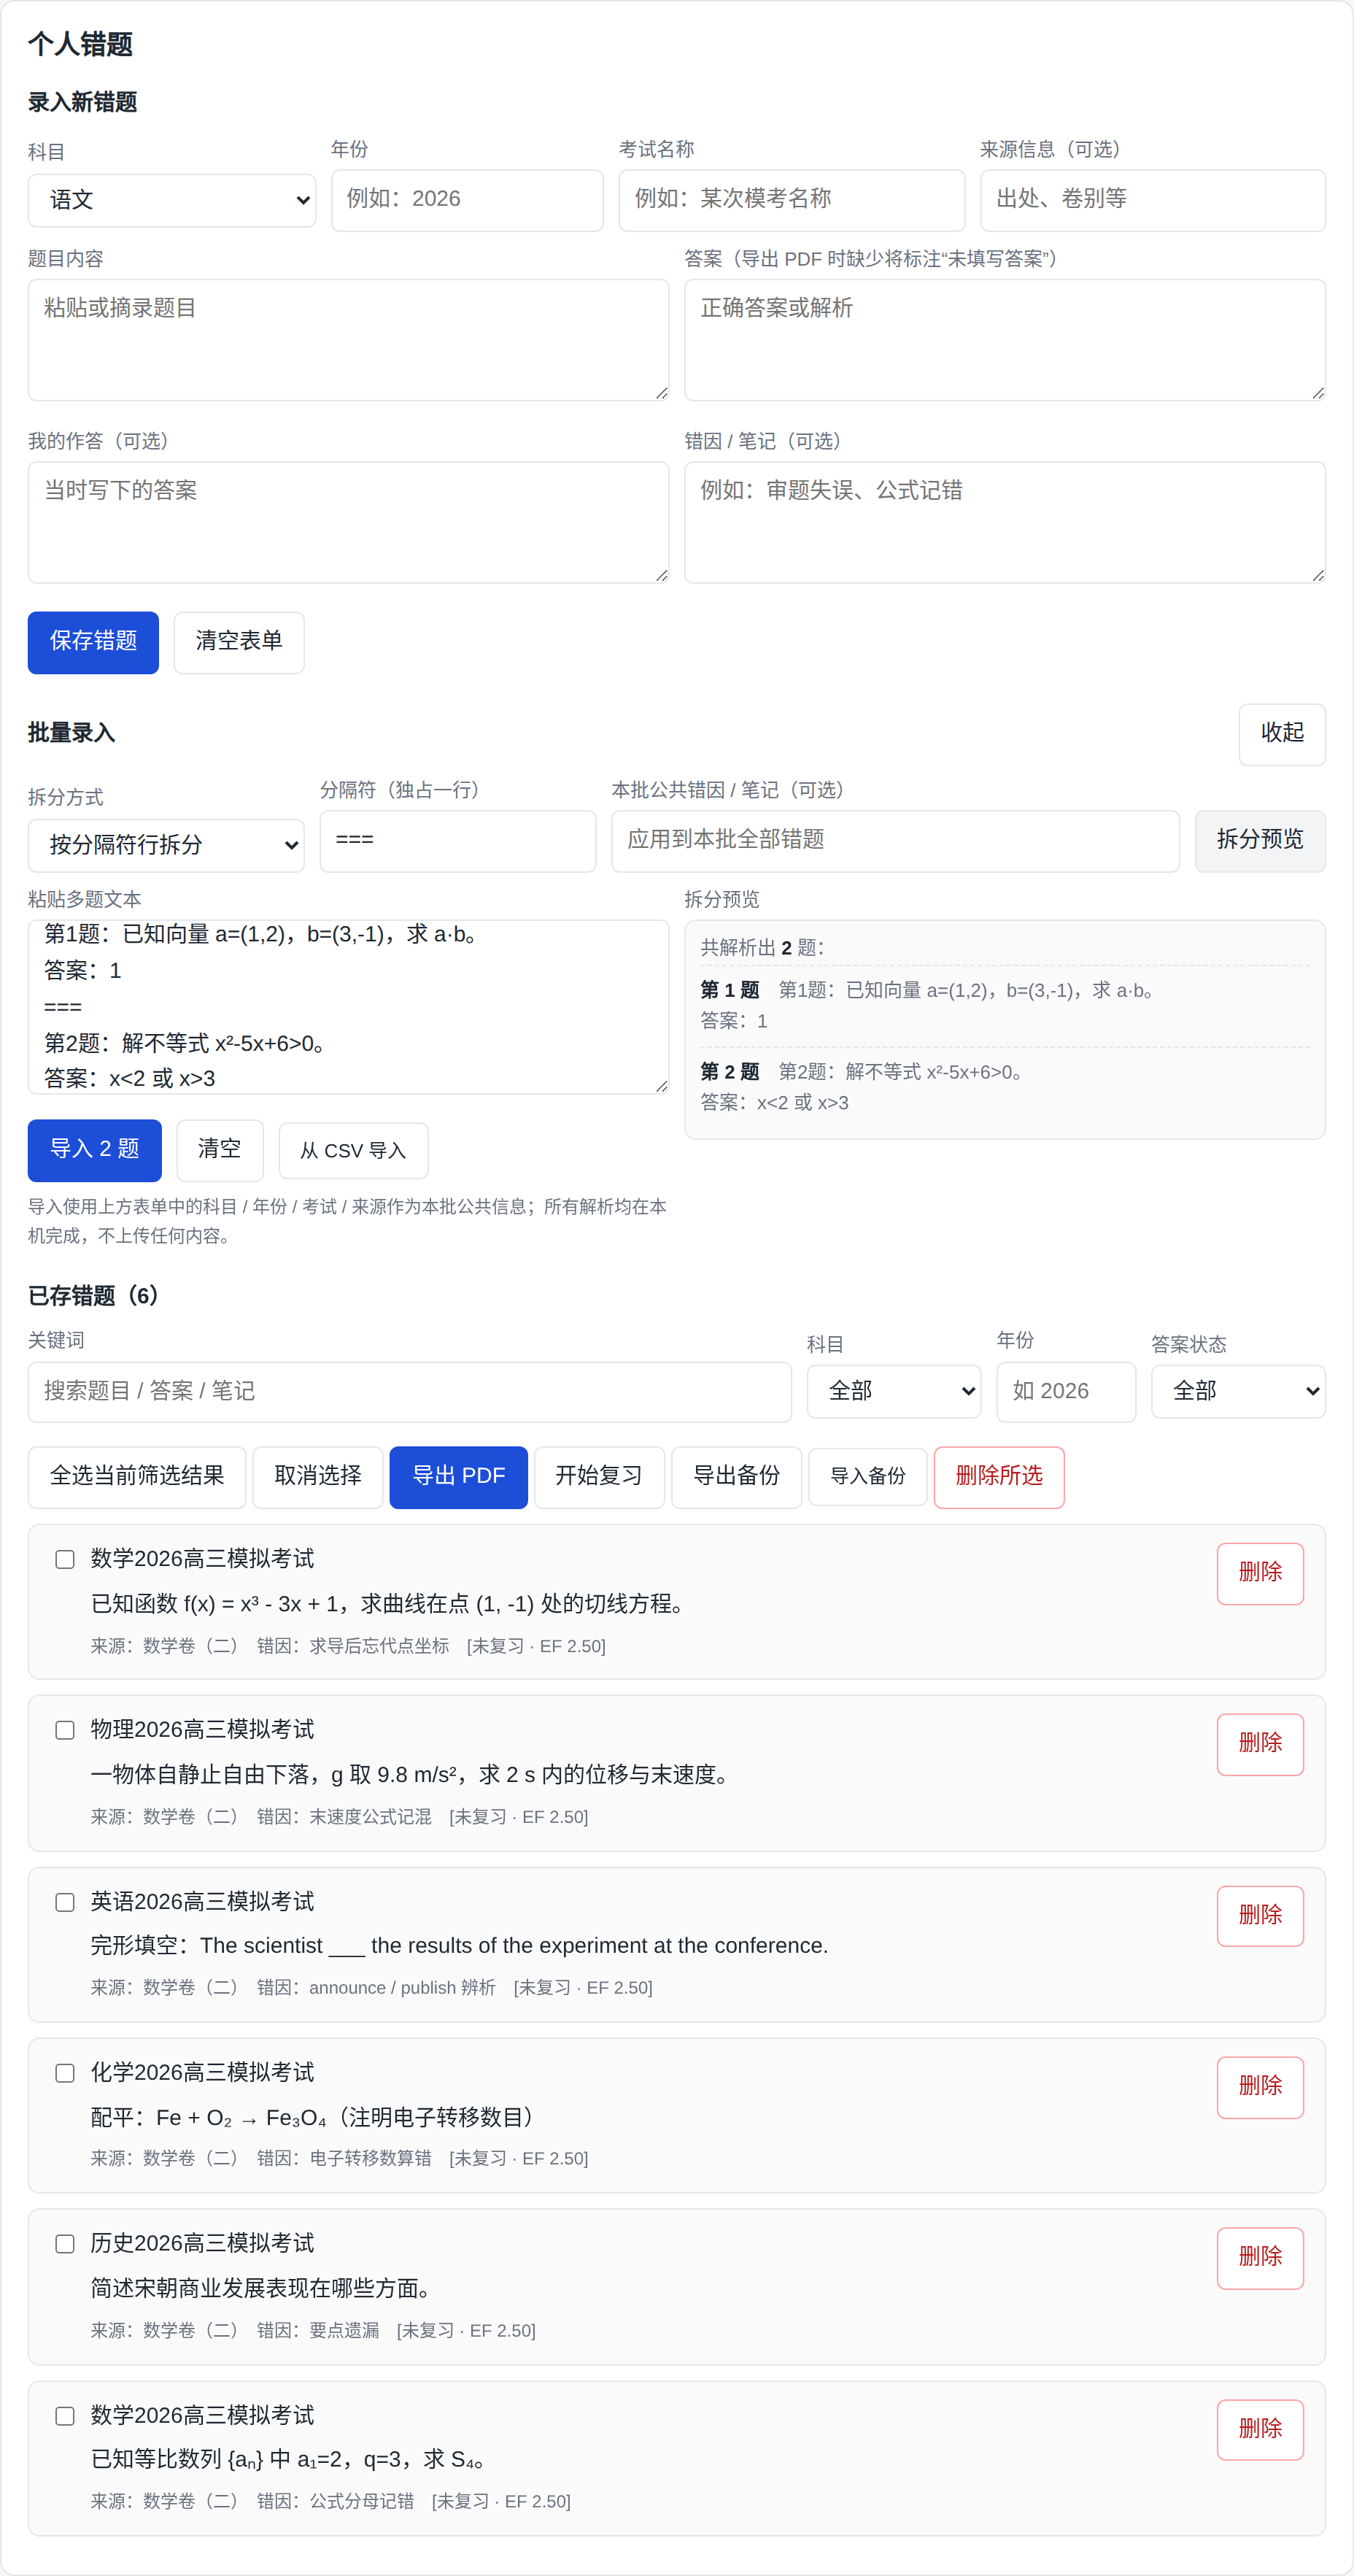 个人错题
录入新错题
科目 年份 考试名称 来源信息（可选）
语文 例如：2026 例如：某次模考名称 出处、卷别等
题目内容 答案（导出 PDF 时缺少将标注“未填写答案”）
粘贴或摘录题目 正确答案或解析
我的作答（可选） 错因 / 笔记（可选）
当时写下的答案 例如：审题失误、公式记错
保存错题 清空表单
批量录入 收起
拆分方式 分隔符（独占一行） 本批公共错因 / 笔记（可选）
按分隔符行拆分 === 应用到本批全部错题 拆分预览
粘贴多题文本
第1题：已知向量 a=(1,2)，b=(3,-1)，求 a·b。
答案：1
===
第2题：解不等式 x²-5x+6>0。
答案：x<2 或 x>3
拆分预览
共解析出 2 题：
第 1 题 第1题：已知向量 a=(1,2)，b=(3,-1)，求 a·b。
答案：1
第 2 题 第2题：解不等式 x²-5x+6>0。
答案：x<2 或 x>3
导入 2 题 清空 从 CSV 导入
导入使用上方表单中的科目 / 年份 / 考试 / 来源作为本批公共信息；所有解析均在本
机完成，不上传任何内容。
已存错题（6）
关键词 科目 年份 答案状态
搜索题目 / 答案 / 笔记 全部 如 2026 全部
全选当前筛选结果 取消选择 导出 PDF 开始复习 导出备份 导入备份 删除所选
数学2026高三模拟考试 删除
已知函数 f(x) = x³ - 3x + 1，求曲线在点 (1, -1) 处的切线方程。
来源：数学卷（二） 错因：求导后忘代点坐标 [未复习 · EF 2.50]
物理2026高三模拟考试 删除
一物体自静止自由下落，g 取 9.8 m/s²，求 2 s 内的位移与末速度。
来源：数学卷（二） 错因：末速度公式记混 [未复习 · EF 2.50]
英语2026高三模拟考试 删除
完形填空：The scientist ___ the results of the experiment at the conference.
来源：数学卷（二） 错因：announce / publish 辨析 [未复习 · EF 2.50]
化学2026高三模拟考试 删除
配平：Fe + O₂ → Fe₃O₄（注明电子转移数目）
来源：数学卷（二） 错因：电子转移数算错 [未复习 · EF 2.50]
历史2026高三模拟考试 删除
简述宋朝商业发展表现在哪些方面。
来源：数学卷（二） 错因：要点遗漏 [未复习 · EF 2.50]
数学2026高三模拟考试 删除
已知等比数列 {aₙ} 中 a₁=2，q=3，求 S₄。
来源：数学卷（二） 错因：公式分母记错 [未复习 · EF 2.50]